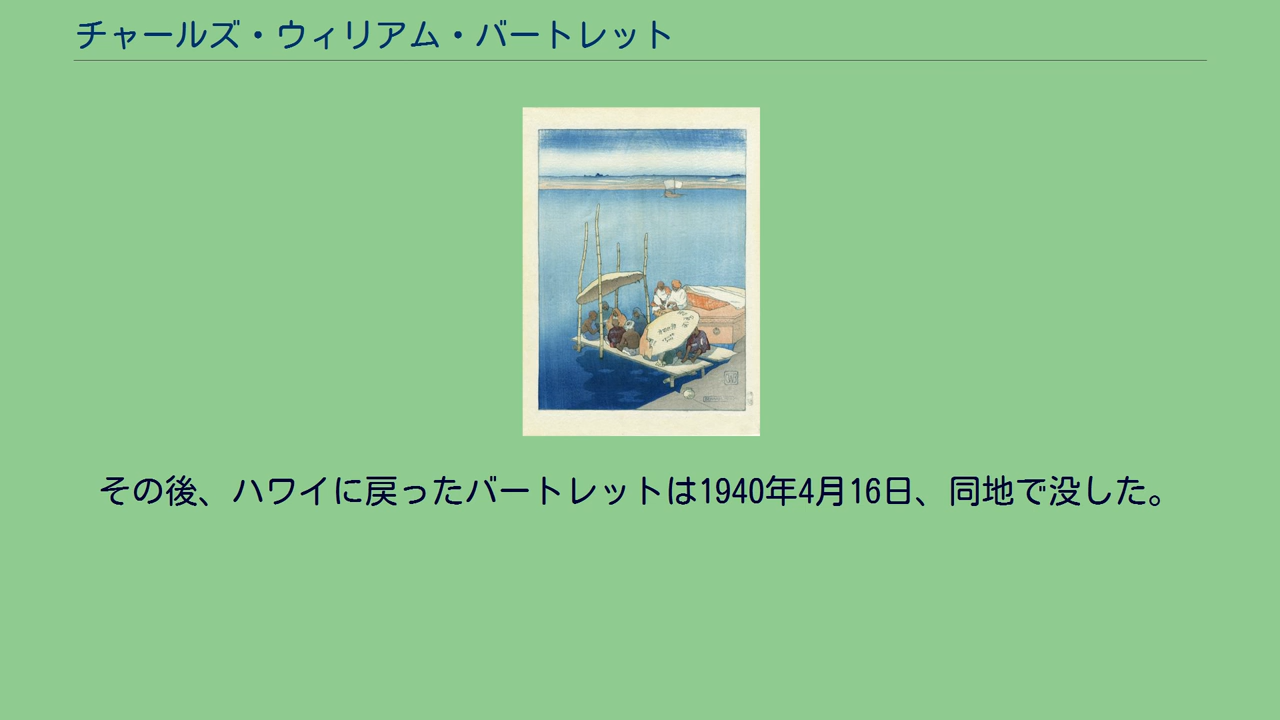 チャールズ・ウィリアム・バートレット
その後、ハワイに戻ったバートレットは1940年4月16日、同地で没した。